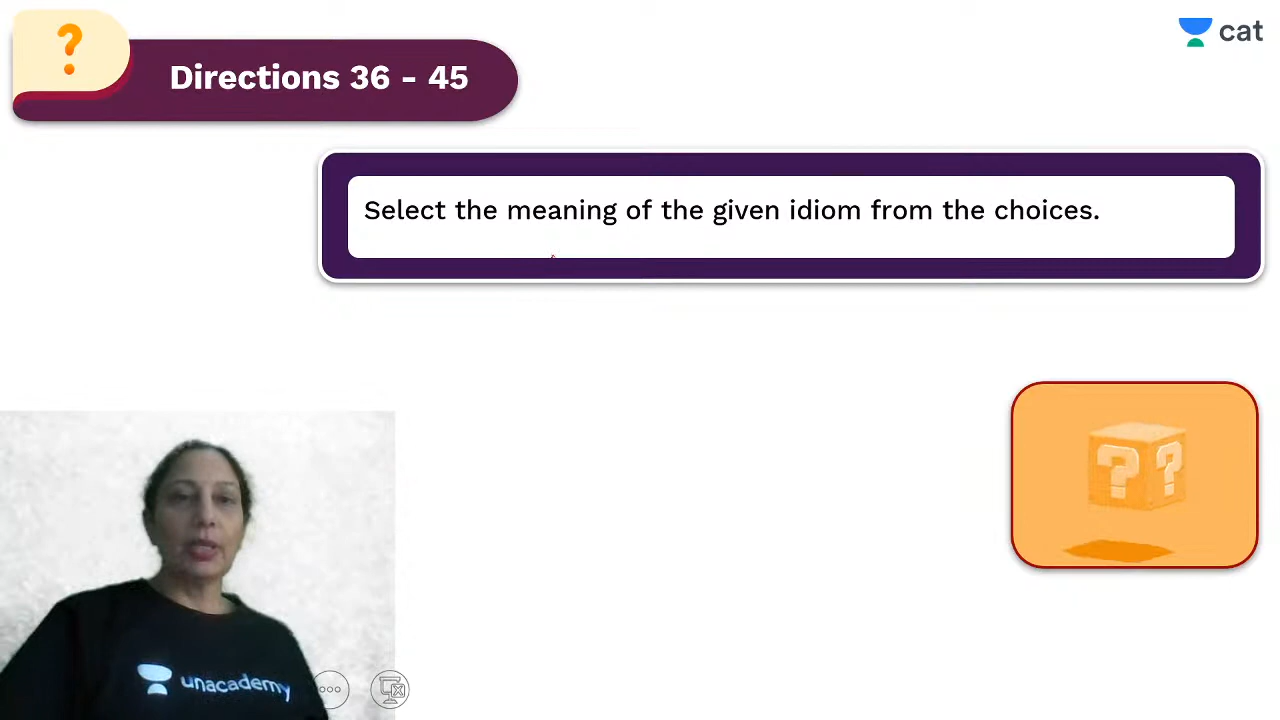 ?
cat
Directions 36 - 45
Select the meaning of the given idiom from the choices.
? ?
unacademy